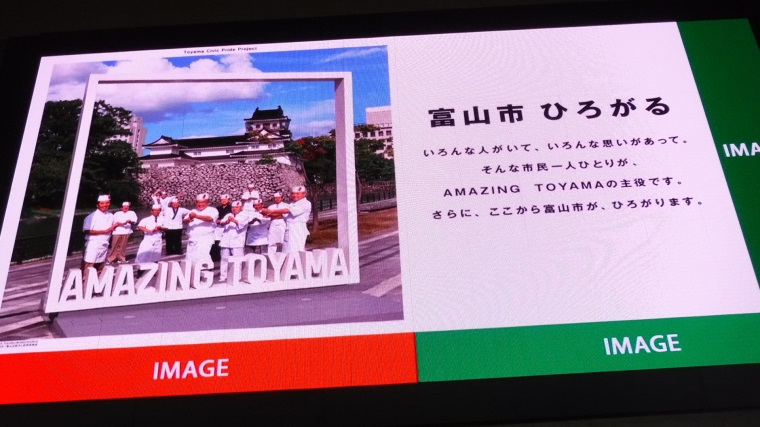 Toyama Civic Pride Project
AMAZING TOYAMA
富山市 ひろがる
いろんな人がいて、いろんな思いがあって。
そんな市民一人ひとりが、
AMAZING TOYAMAの主役です。
さらに、ここから富山市が、ひろがります。
IMA
IMAGE
IMAGE